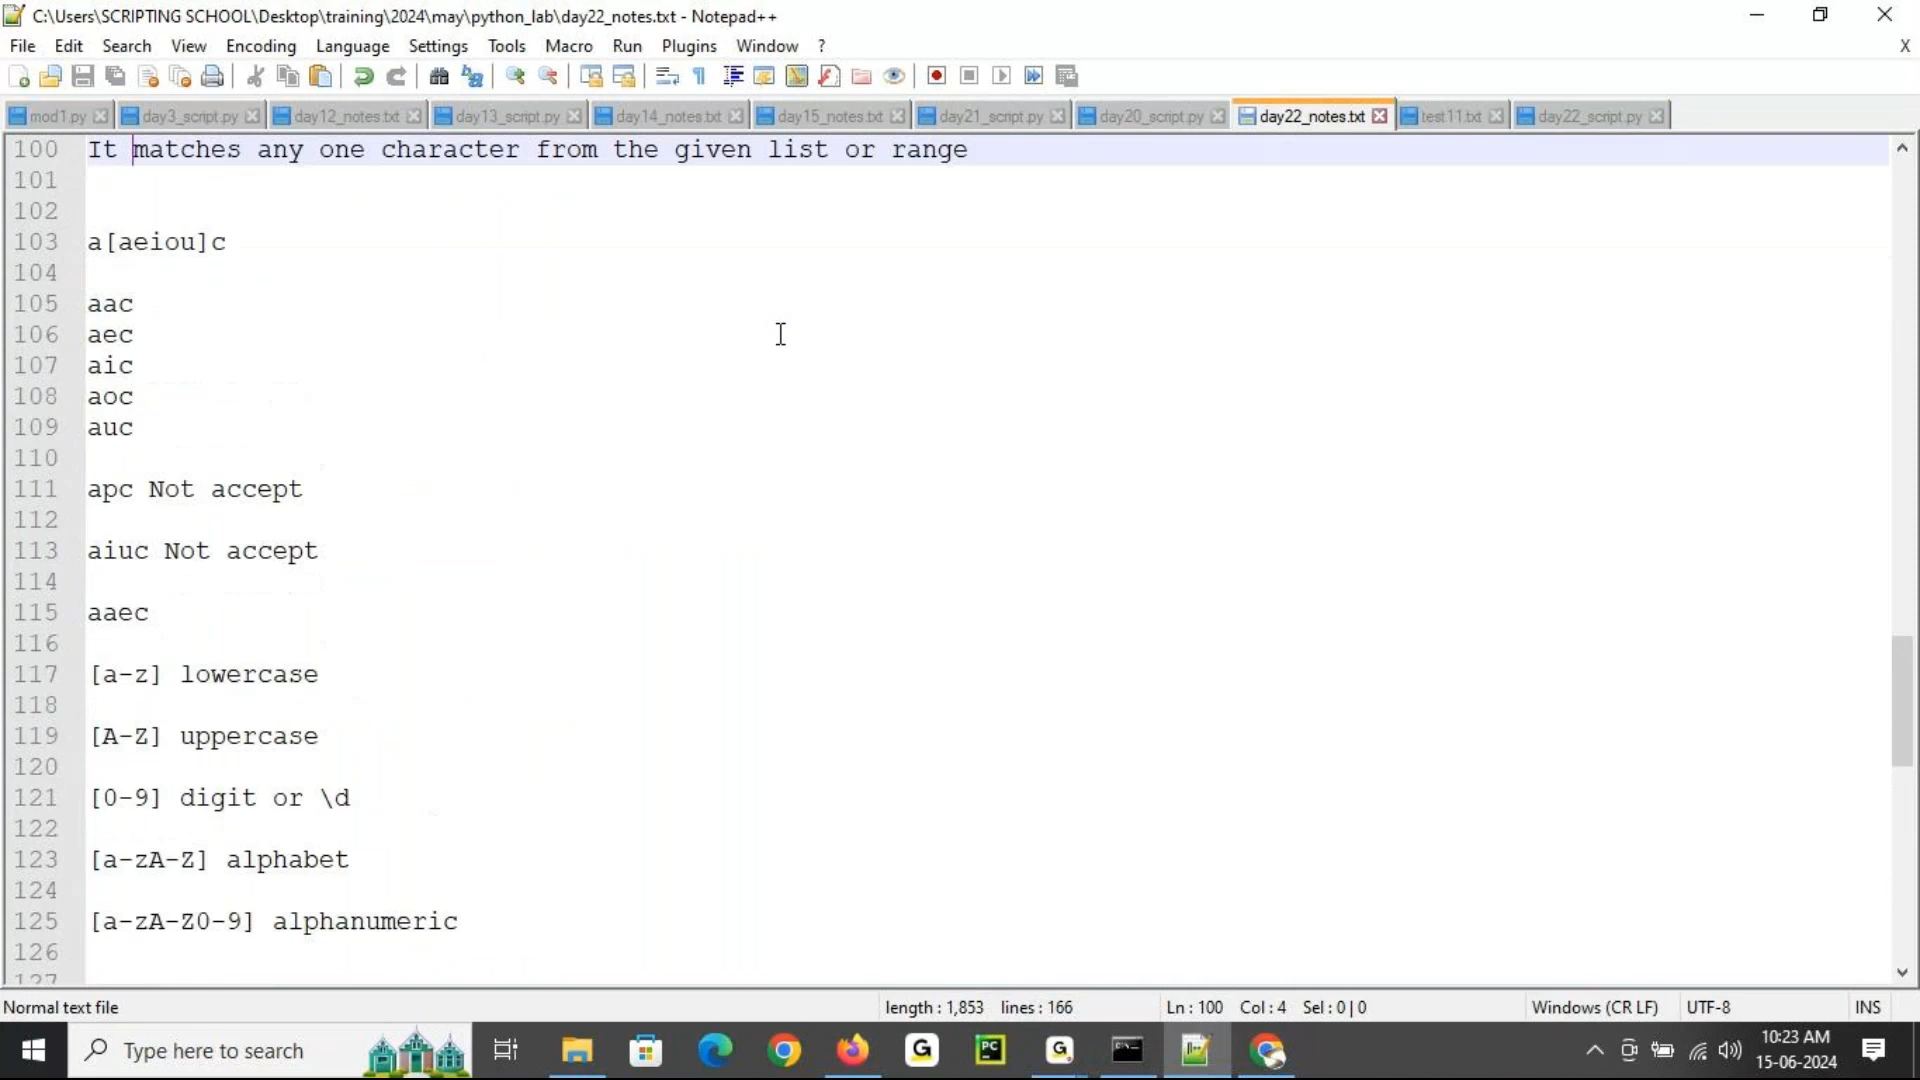 C:\Users\SCRIPTING SCHOOL\Desktop\training\2024\may\python_lab\day22_notes.txt - Notepad++
File Edit Search View Encoding Language Settings Tools Macro Run Plugins Window ? X
mod1.py day3_script.py day12_notes.txt day13_script.py day14_notes.txt day15_notes.txt day21_script.py day20_script.py day22_notes.txt test11.txt day22_script.py
100 It matches any one character from the given list or range
101
102
103 a[aeiou]c
104
105 aac
106 aec
107 aic
108 aoc
109 auc
110
111 apc Not accept
112
113 aiuc Not accept
114
115 aaec
116
117 [a-z] lowercase
118
119 [A-Z] uppercase
120
121 [0-9] digit or \d
122
123 [a-zA-Z] alphabet
124
125 [a-zA-Z0-9] alphanumeric
126
127
Normal text file length : 1,853 lines : 166 Ln : 100 Col : 4 Sel : 0 | 0 Windows (CR LF) UTF-8 INS
Type here to search
10:23 AM
15-06-2024